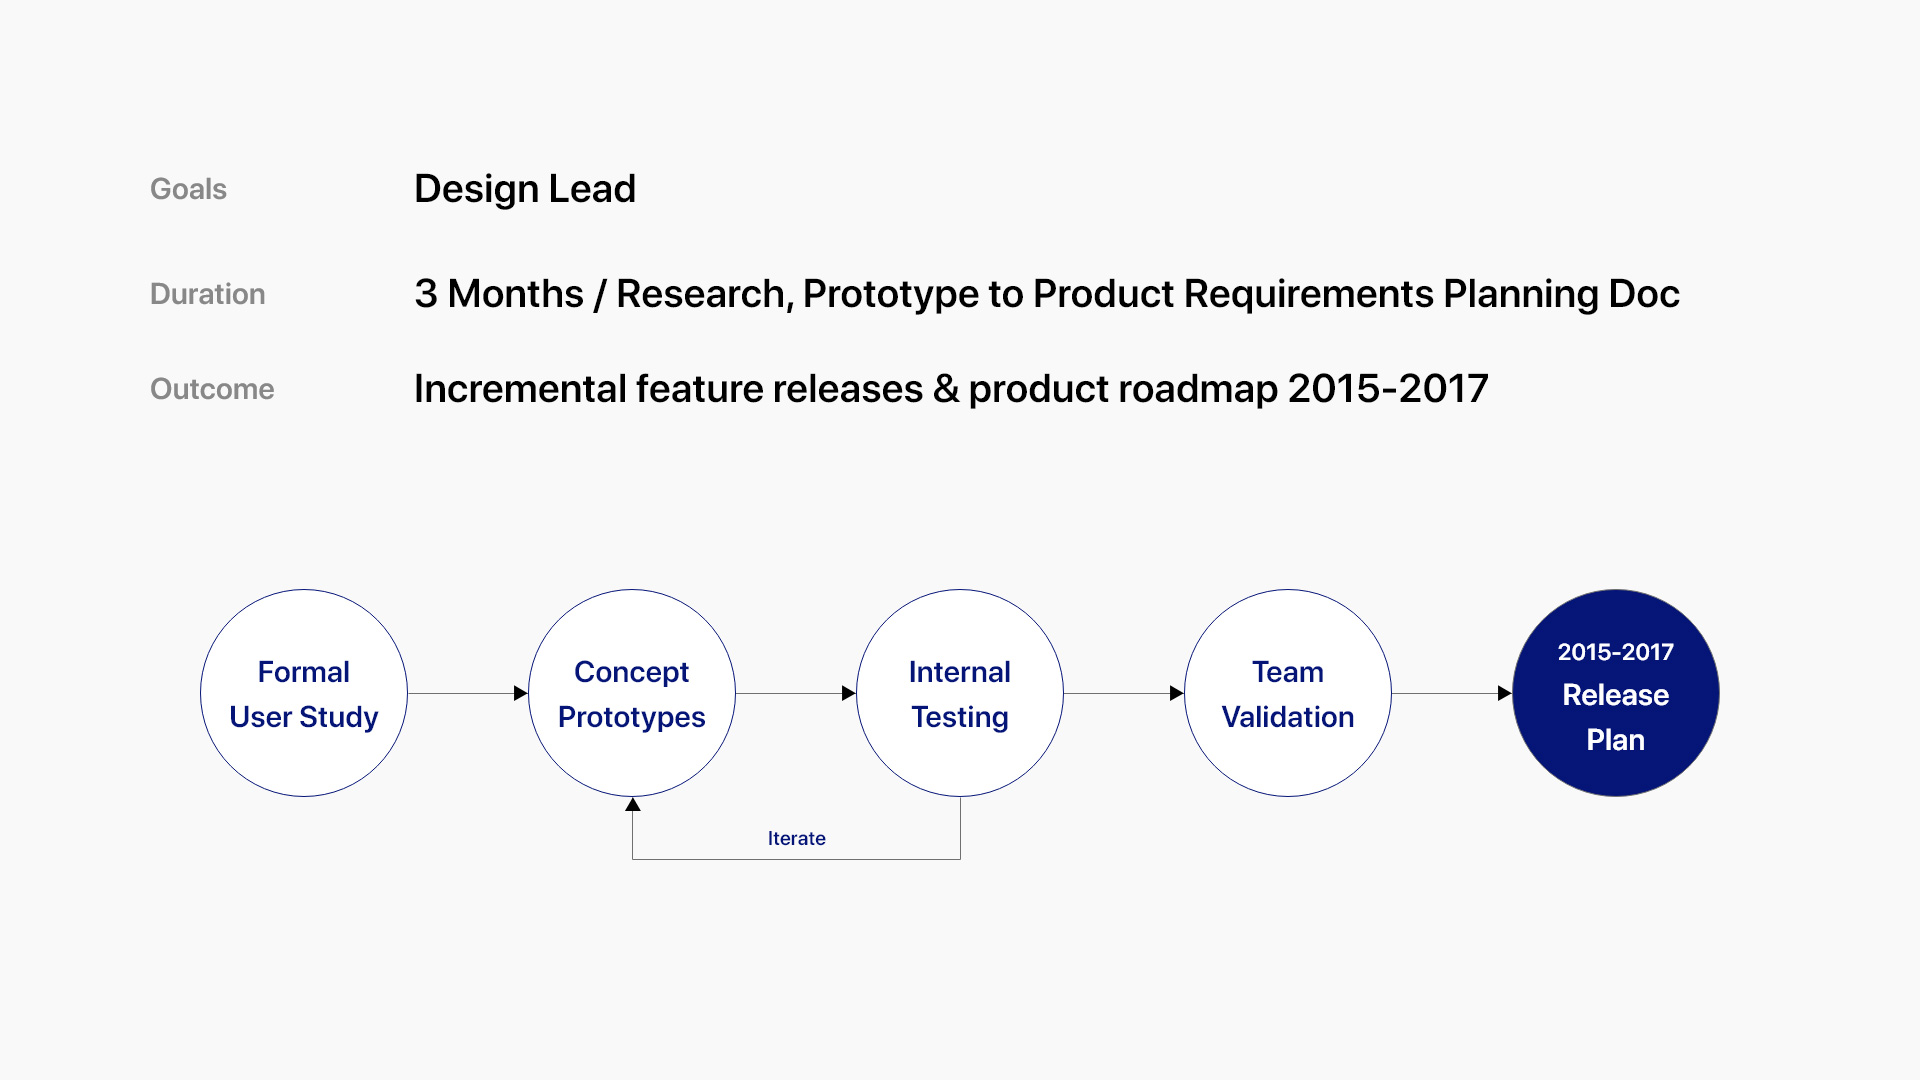 Goals
Design Lead
Duration
3 Months / Research, Prototype to Product Requirements Planning Doc
Outcome
Incremental feature releases & product roadmap 2015-2017
Formal
User Study
Concept
Prototypes
Internal
Testing
Team
Validation
2015-2017
Release
Plan
Iterate